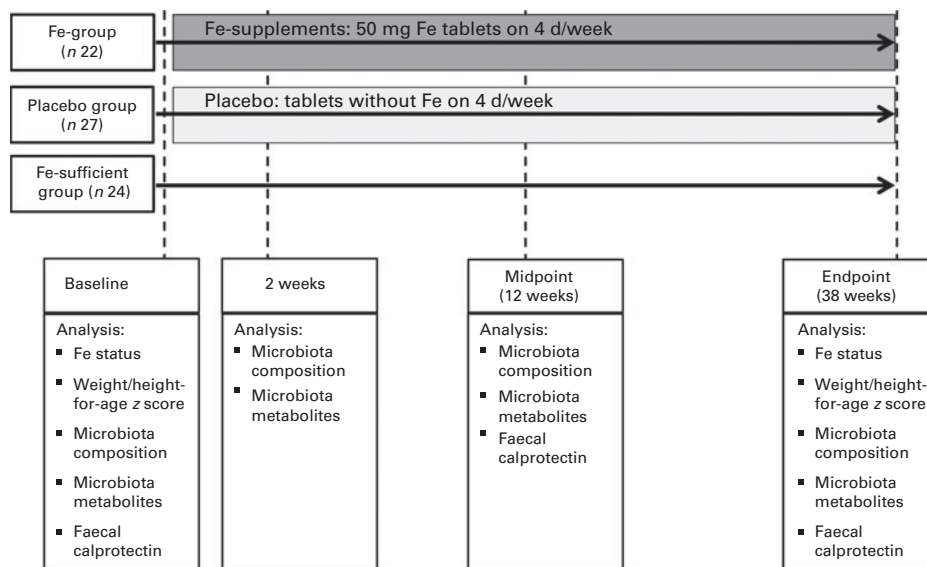 Fe-group
(n 22)
Fe-supplements: 50 mg Fe tablets on 4 d/week
Placebo group
(n 27)
Placebo: tablets without Fe on 4 d/week
Fe-sufficient
group (n 24)
Baseline
Analysis:
▪ Fe status
▪ Weight/height-
for-age z score
▪ Microbiota
composition
▪ Microbiota
metabolites
▪ Faecal
calprotectin
2 weeks
Analysis:
▪ Microbiota
composition
▪ Microbiota
metabolites
Midpoint
(12 weeks)
Analysis:
▪ Microbiota
composition
▪ Microbiota
metabolites
▪ Faecal
calprotectin
Endpoint
(38 weeks)
Analysis:
▪ Fe status
▪ Weight/height-
for-age z score
▪ Microbiota
composition
▪ Microbiota
metabolites
▪ Faecal
calprotectin